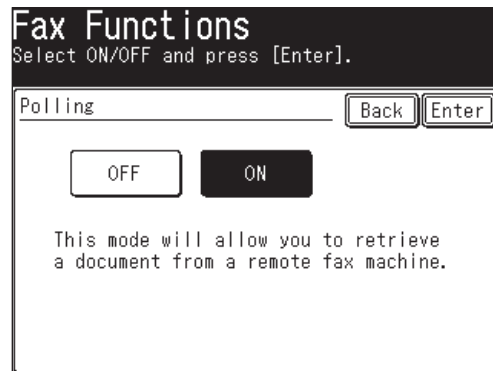 Fax Functions
Select ON/OFF and press [Enter].
Polling
Back Enter
OFF ON
This mode will allow you to retrieve
a document from a remote fax machine.